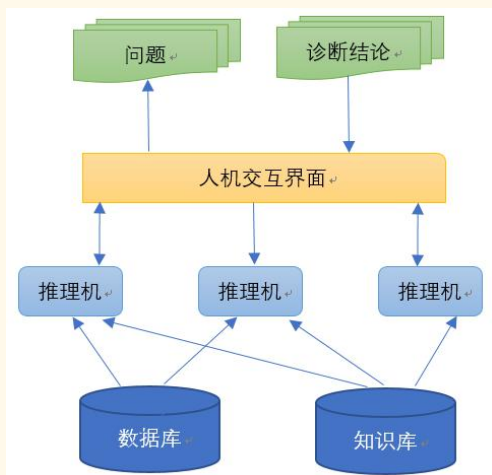 问题
诊断结论
人机交互界面
推理机
推理机
推理机
数据库
知识库